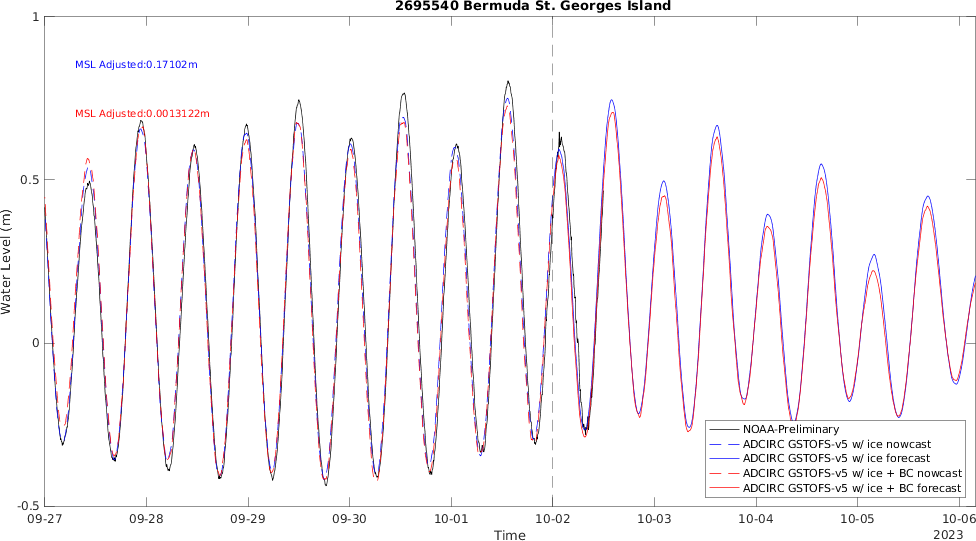 2695540 Bermuda St. Georges Island
MSL Adjusted:0.17102m
MSL Adjusted:0.0013122m
Water Level (m)
1
0.5
0
-0.5
09-27
09-28
09-29
09-30
10-01
10-02
10-03
10-04
10-05
10-06
2023
Time
NOAA-Preliminary
ADCIRC GSTOFS-v5 w/ ice nowcast
ADCIRC GSTOFS-v5 w/ ice forecast
ADCIRC GSTOFS-v5 w/ ice + BC nowcast
ADCIRC GSTOFS-v5 w/ ice + BC forecast